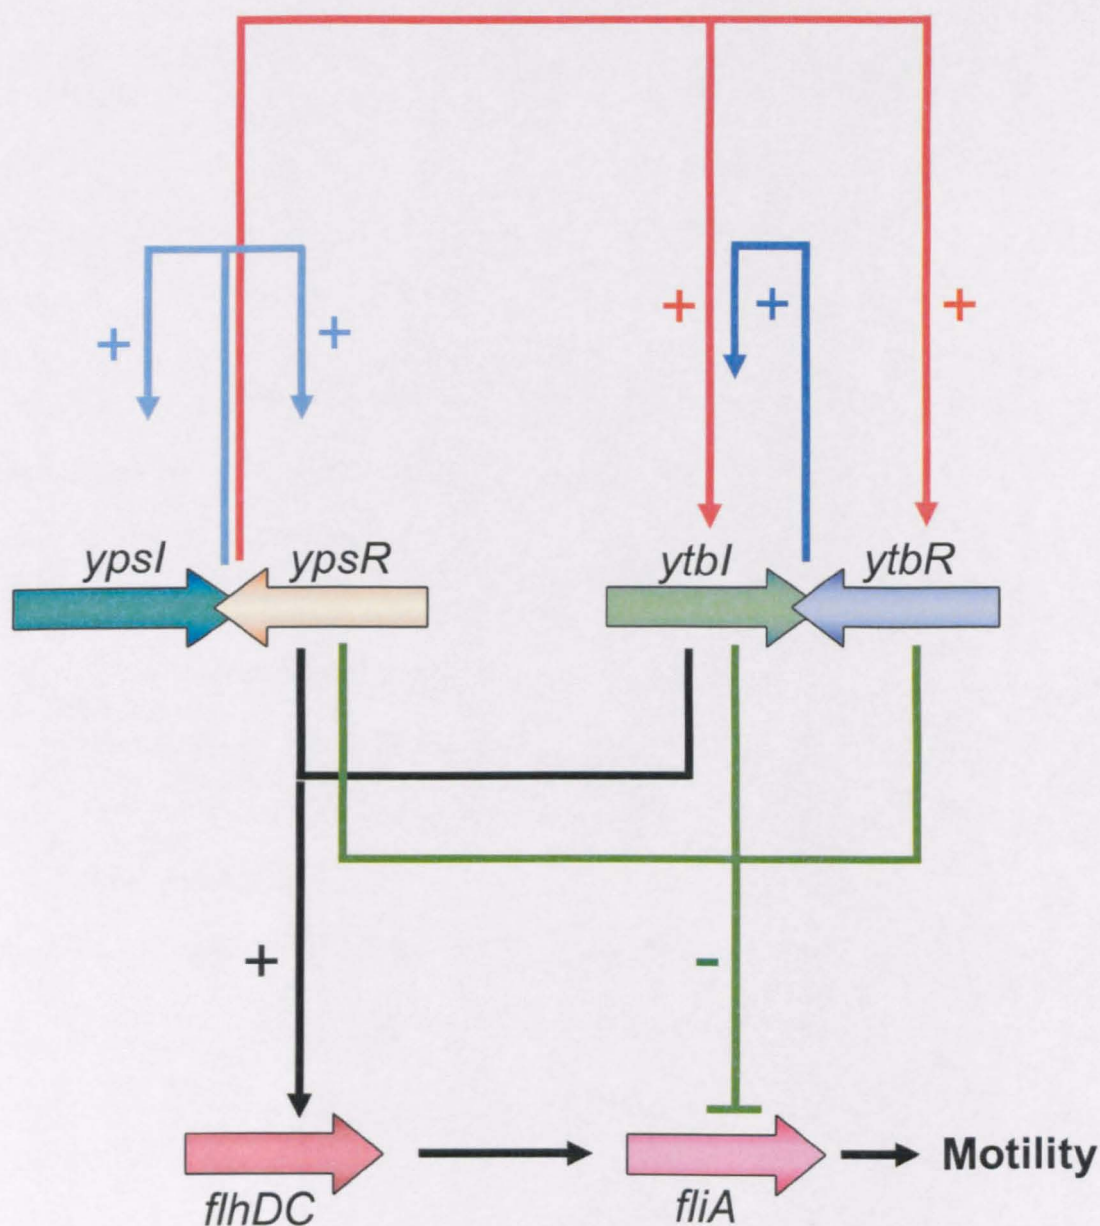 + +
+ + +
ypsI ypsR ytbI ytbR
+ -
flhDC fliA Motility